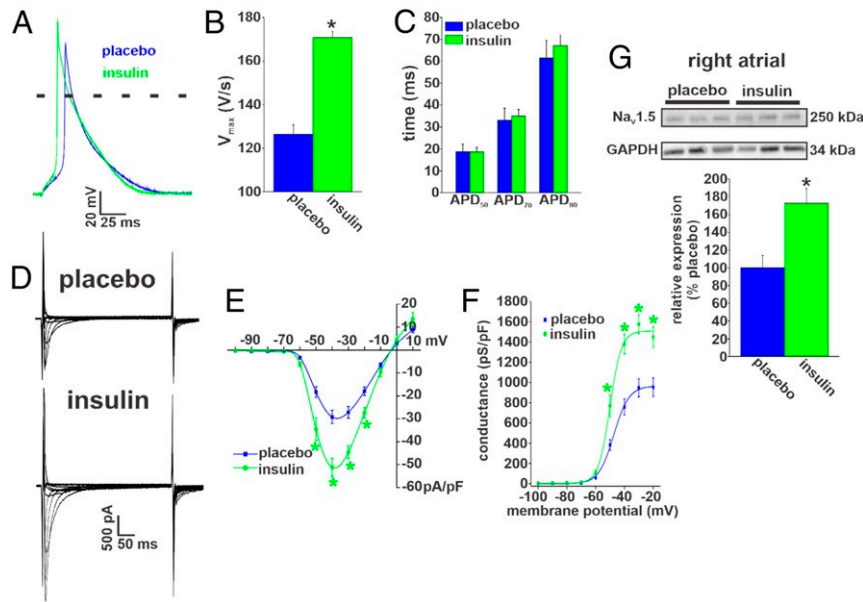 A
placebo
insulin
20 mV
25 ms
B
Vmax (V/s)
180
160
140
120
100
*
placebo
insulin
C
placebo
insulin
time (ms)
80
70
60
50
40
30
20
10
0
APD50 APD70 APD90
D
placebo
insulin
500 pA
50 ms
E
20
10
-90 -70 -50 -30 -10 10 mV
-10
-20
-30
-40
-50
-60 pA/pF
placebo
insulin
* * * *
F
placebo
insulin
conductance (pS/pF)
1800
1600
1400
1200
1000
800
600
400
200
0
* * * *
-100 -80 -60 -40 -20
membrane potential (mV)
G
right atrial
placebo insulin
Nav1.5 250 kDa
GAPDH 34 kDa
relative expression
(% placebo)
200
180
160
140
120
100
80
60
40
20
0
*
placebo
insulin